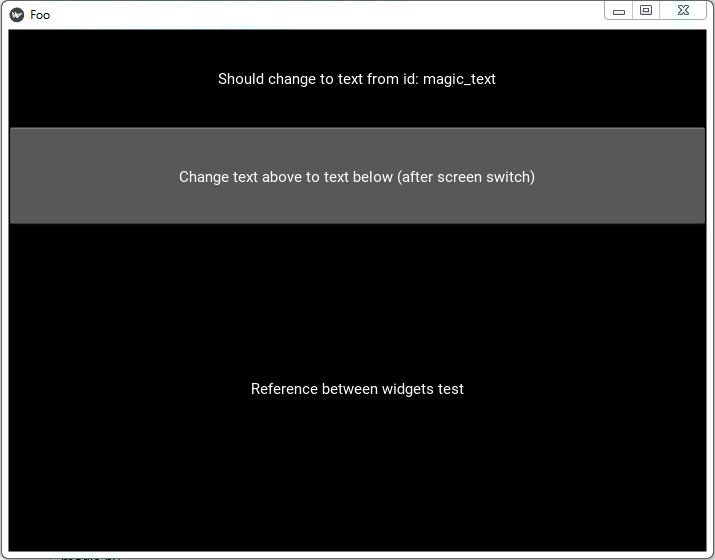 Foo
Should change to text from id: magic_text
Change text above to text below (after screen switch)
Reference between widgets test